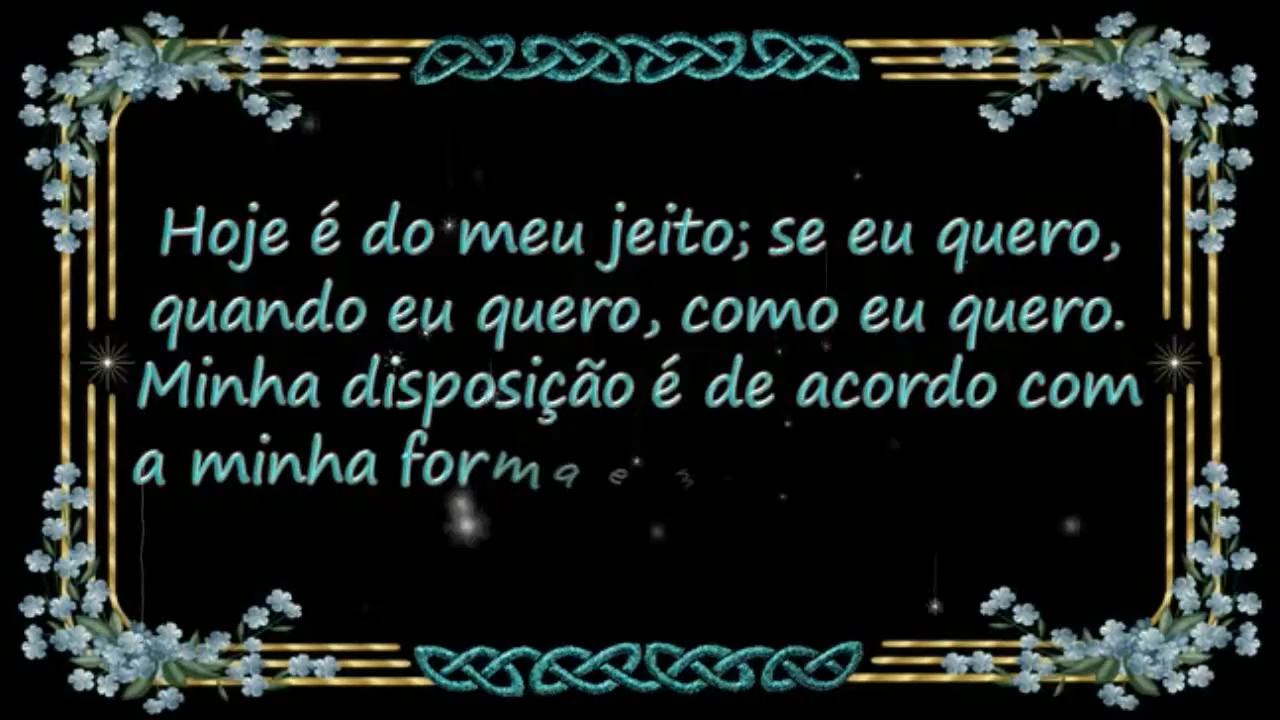 Hoje é do meu jeito; se eu quero,
quando eu quero, como eu quero.
Minha disposição é de acordo com
a minha forma e m